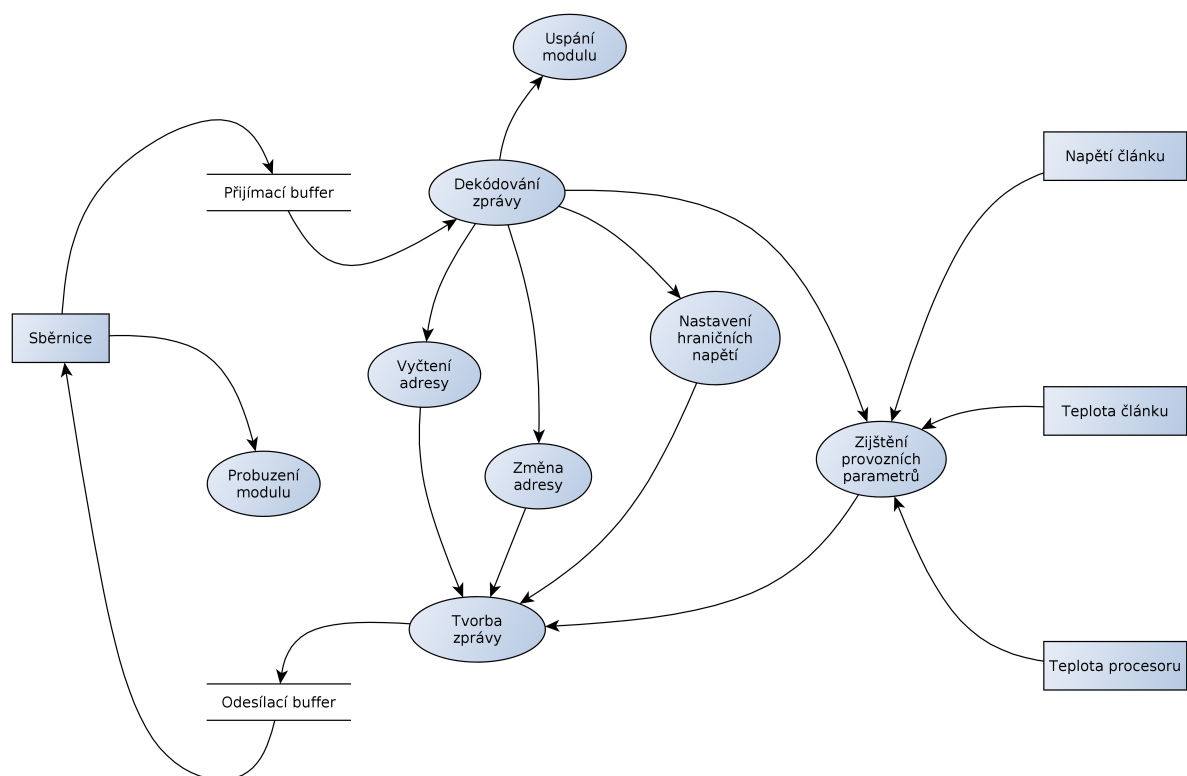 Uspání
modulu
Napětí článku
Přijímací buffer
Dekódování
zprávy
Sběrnice
Nastavení
hraničních
napětí
Vyčtení
adresy
Teplota článku
Zijštění
provozních
parametrů
Probuzení
modulu
Změna
adresy
Tvorba
zprávy
Teplota procesoru
Odesílací buffer